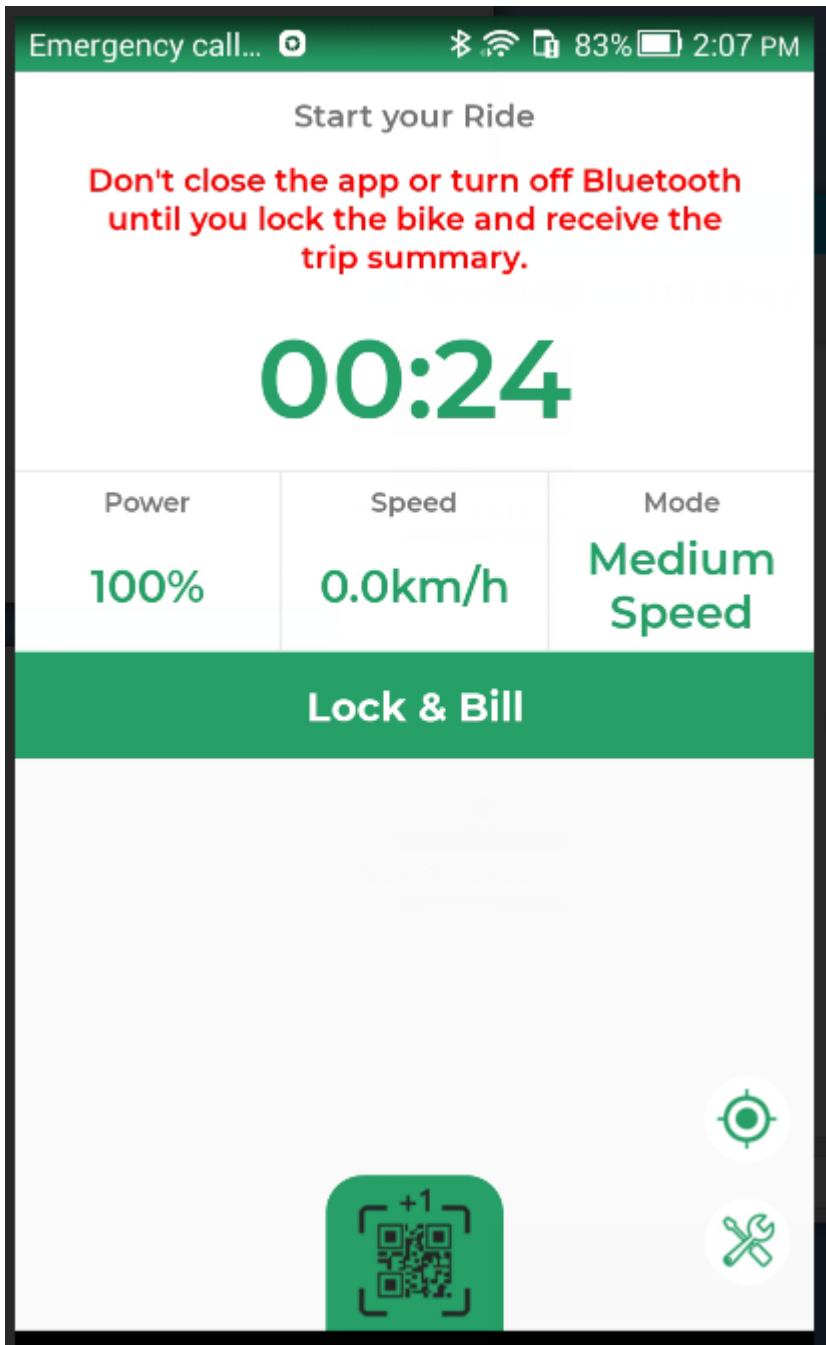 Emergency call... 83% 2:07 PM
Start your Ride
Don't close the app or turn off Bluetooth
until you lock the bike and receive the
trip summary.
00:24
Power Speed Mode
100% 0.0km/h Medium Speed
Lock & Bill
+1